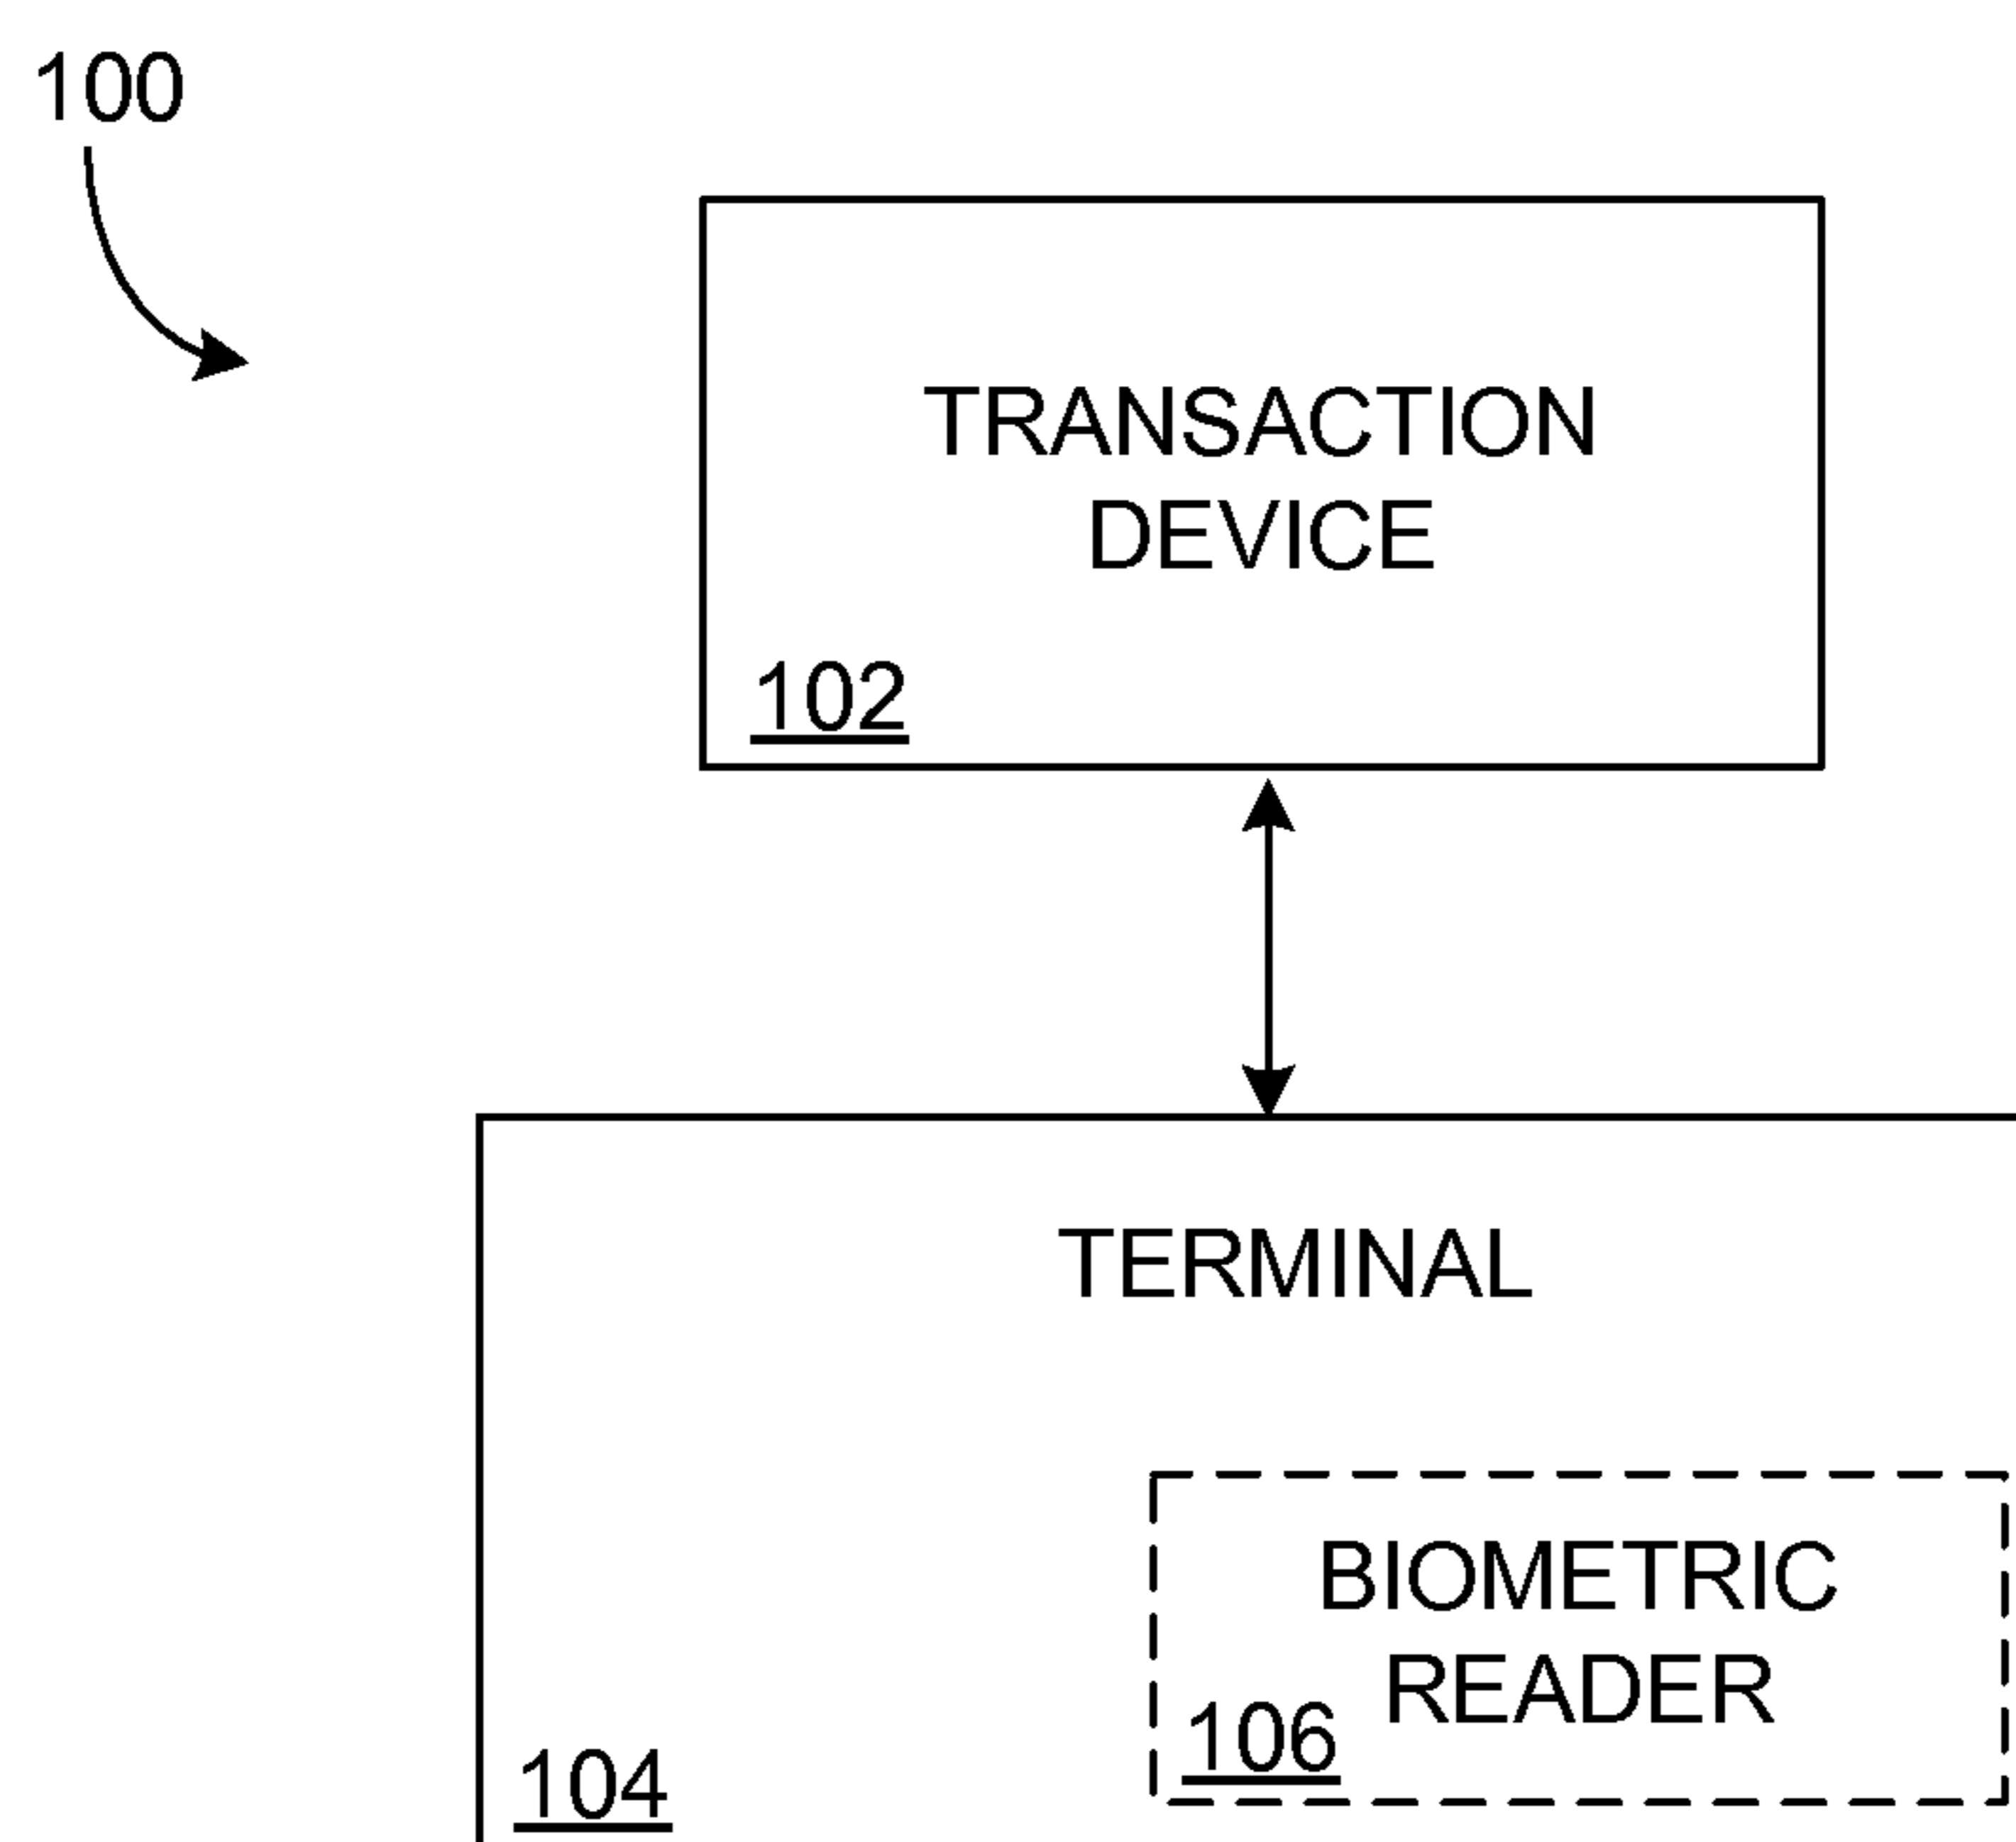 100
TRANSACTION
DEVICE
102
TERMINAL
BIOMETRIC
READER
106
104